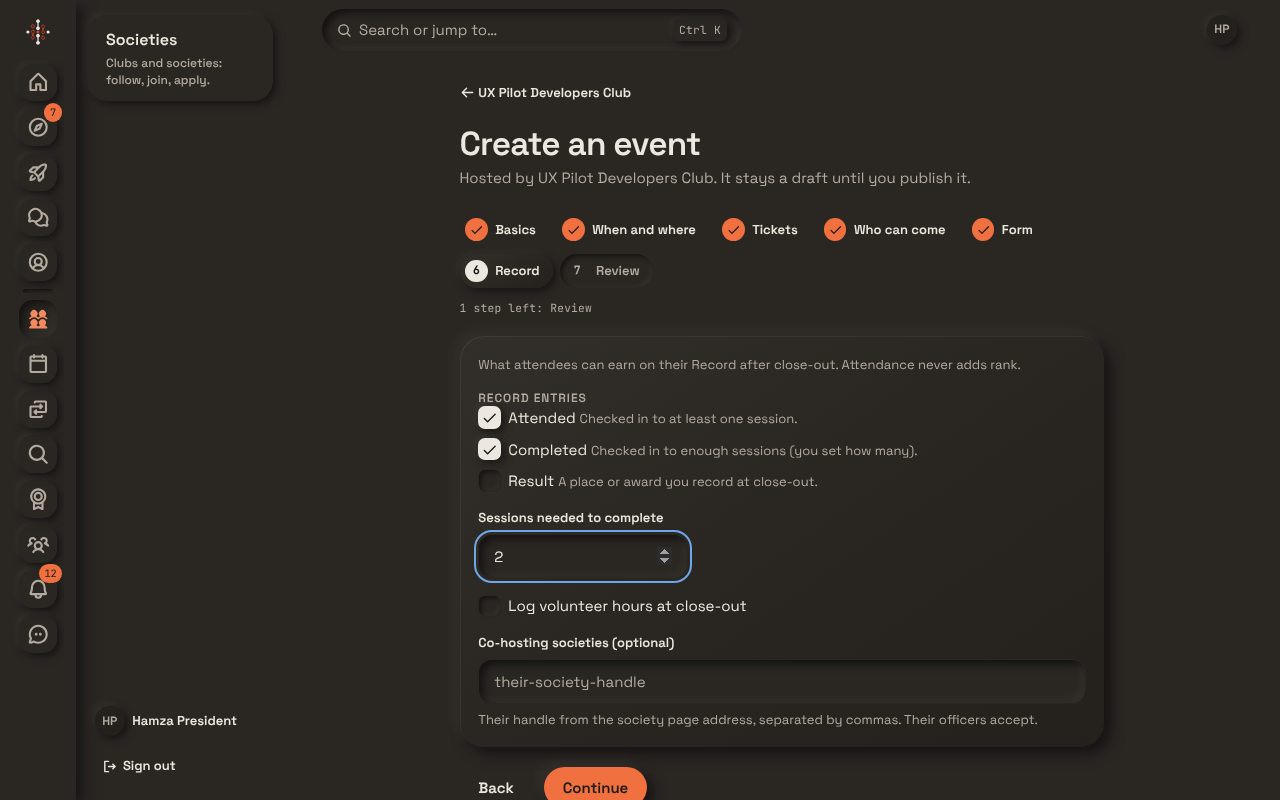 Societies
Clubs and societies:
follow, join, apply.
Search or jump to...
Ctrl K
HP
7
12
← UX Pilot Developers Club
Create an event
Hosted by UX Pilot Developers Club. It stays a draft until you publish it.
Basics
When and where
Tickets
Who can come
Form
6 Record
7 Review
1 step left: Review
What attendees can earn on their Record after close-out. Attendance never adds rank.
RECORD ENTRIES
Attended Checked in to at least one session.
Completed Checked in to enough sessions (you set how many).
Result A place or award you record at close-out.
Sessions needed to complete
2
Log volunteer hours at close-out
Co-hosting societies (optional)
their-society-handle
Their handle from the society page address, separated by commas. Their officers accept.
Back
Continue
HP Hamza President
Sign out